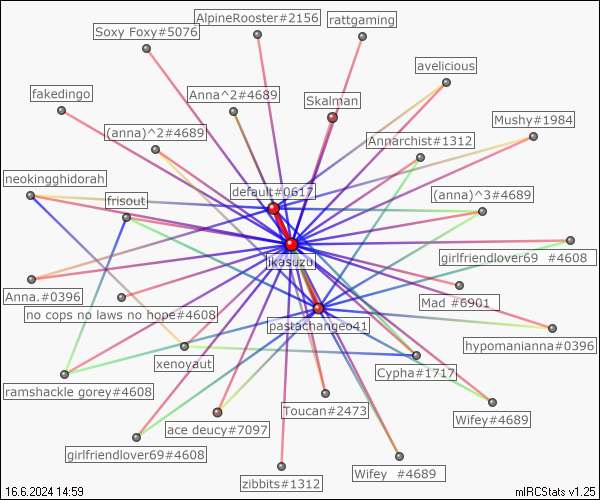 AlpineRooster#2156
rattgaming
Soxy Foxy#5076
avelicious
fakedingo
Anna^2#4689
Skalman
Mushy#1984
(anna)^2#4689
Annarchist#1312
neokingghidorah
default#0617
(anna)^3#4689
frisout
jkasuzu
girlfriendlover69 #4608
Anna.#0396
Mad #6901
no cops no laws no hope#4608
pastachangeo41
hypomanianna#0396
xenoyaut
Cypha#1717
ramshackle gorey#4608
Toucan#2473
Wifey#4689
ace deucy#7097
girlfriendlover69#4608
Wifey #4689
zibbits#1312
16.6.2024 14:59
mIRCStats v1.25